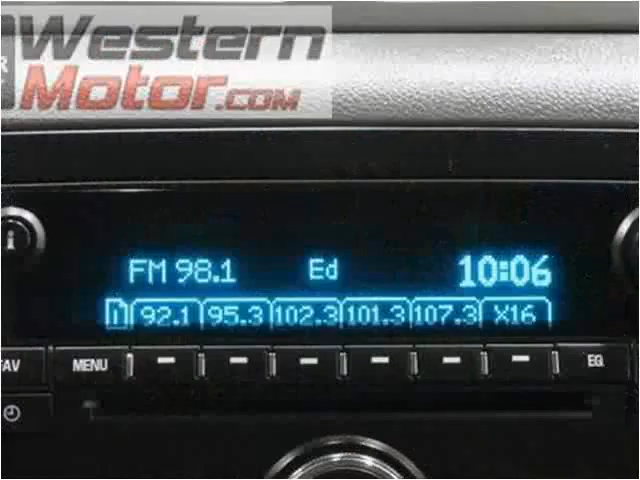 R
Western
Motor.com
FM 98.1 Ed 10:06
1 92.1 95.3 102.3 101.3 107.3 X16
FAV MENU EQ